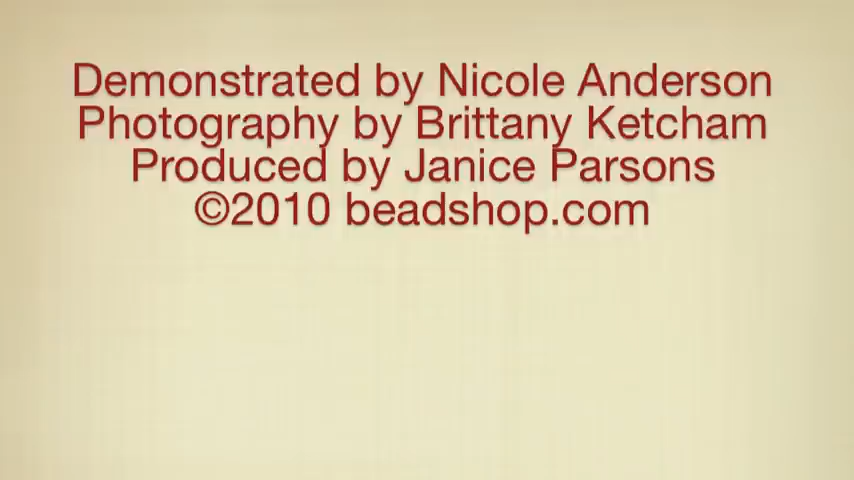 Demonstrated by Nicole Anderson
Photography by Brittany Ketcham
Produced by Janice Parsons
©2010 beadshop.com